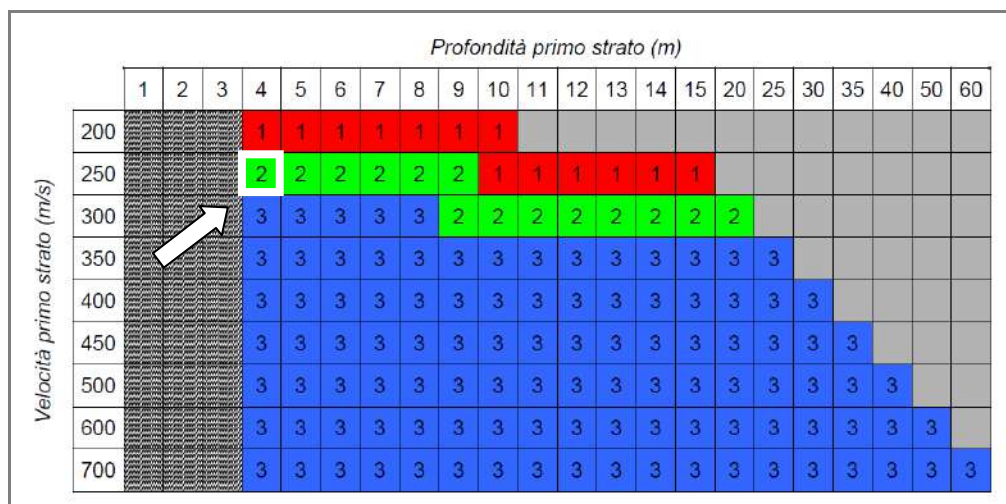 Profondità primo strato (m)
1 2 3 4 5 6 7 8 9 10 11 12 13 14 15 20 25 30 35 40 50 60
Velocità primo strato (m/s)
200 1 1 1 1 1 1 1
250 2 2 2 2 2 2 1 1 1 1 1 1
300 3 3 3 3 3 2 2 2 2 2 2 2 2
350 3 3 3 3 3 3 3 3 3 3 3 3 3 3
400 3 3 3 3 3 3 3 3 3 3 3 3 3 3 3
450 3 3 3 3 3 3 3 3 3 3 3 3 3 3 3 3
500 3 3 3 3 3 3 3 3 3 3 3 3 3 3 3 3 3
600 3 3 3 3 3 3 3 3 3 3 3 3 3 3 3 3 3 3
700 3 3 3 3 3 3 3 3 3 3 3 3 3 3 3 3 3 3 3